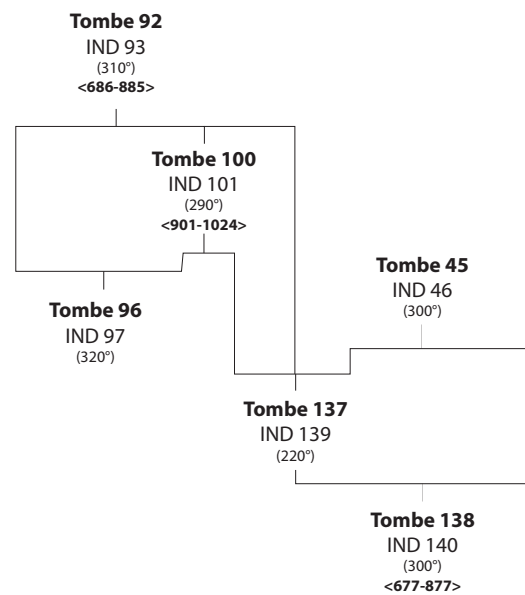 Tombe 92
IND 93
(310°)
<686-885>
Tombe 100
IND 101
(290°)
<901-1024>
Tombe 45
IND 46
(300°)
Tombe 96
IND 97
(320°)
Tombe 137
IND 139
(220°)
Tombe 138
IND 140
(300°)
<677-877>